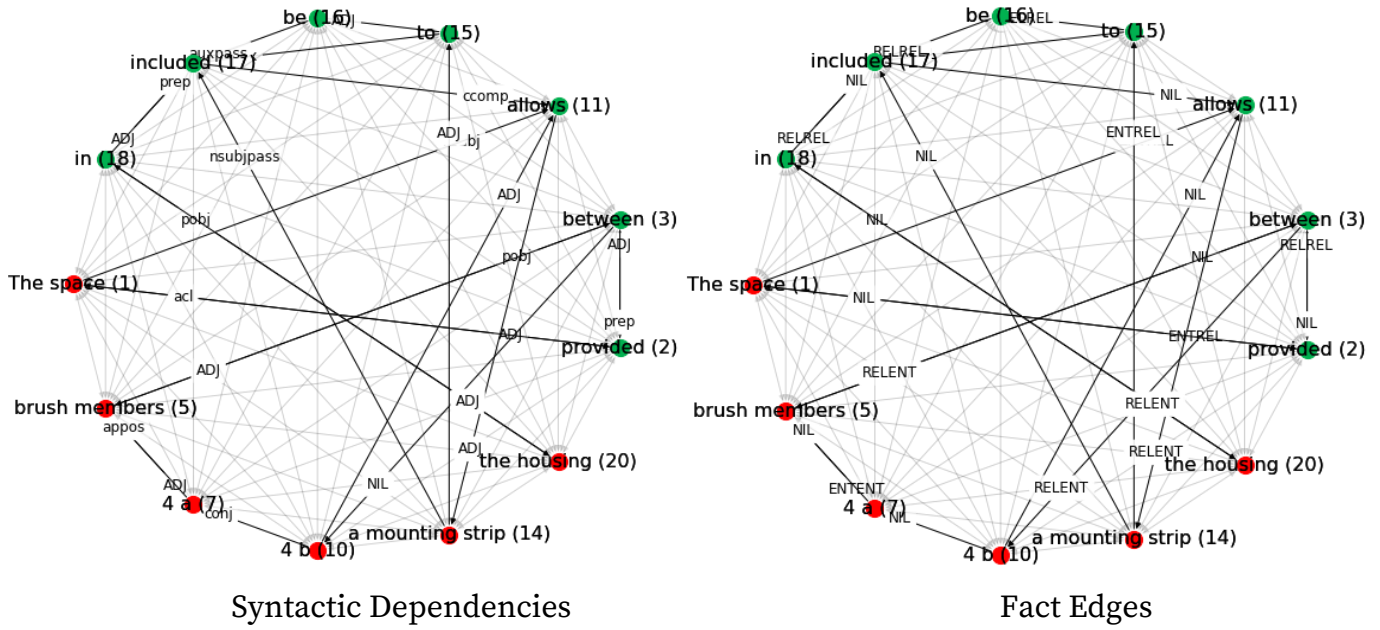 be (16)
ADJ
to (15)
auxpass
included (17)
prep
ccomp
allows (11)
ADJ
ADJ
in (18)
nsubjpass
ADJ
pobj
between (3)
ADJ
pobj
The space (1)
acl
prep
ADJ
provided (2)
ADJ
brush members (5)
ADJ
appos
ADJ
the housing (20)
ADJ
NIL
4 a (7)
conj
a mounting strip (14)
4 b (10)
Syntactic Dependencies
be (16)
to (15)
RELREL
included (17)
NIL
NIL
allows (11)
ENTREL
RELREL
in (18)
NIL
NIL
NIL
between (3)
RELREL
NIL
The space (1)
NIL
NIL
ENTREL
provided (2)
RELENT
brush members (5)
RELENT
NIL
RELENT
the housing (20)
ENTENT
RELENT
4 a (7)
NIL
a mounting strip (14)
4 b (10)
Fact Edges